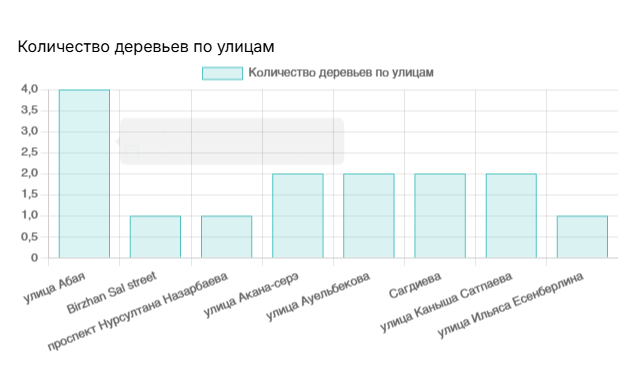 Количество деревьев по улицам
Количество деревьев по улицам
4,0
3,5
3,0
2,5
2,0
1,5
1,0
0,5
0
улица Абая
Birzhan Sal street
проспект Нурсултана Назарбаева
улица Акана-серэ
улица Ауельбекова
Сагдиева
улица Каныша Сатпаева
улица Ильяса Есенберлина